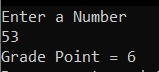 Enter a Number
53
Grade Point = 6